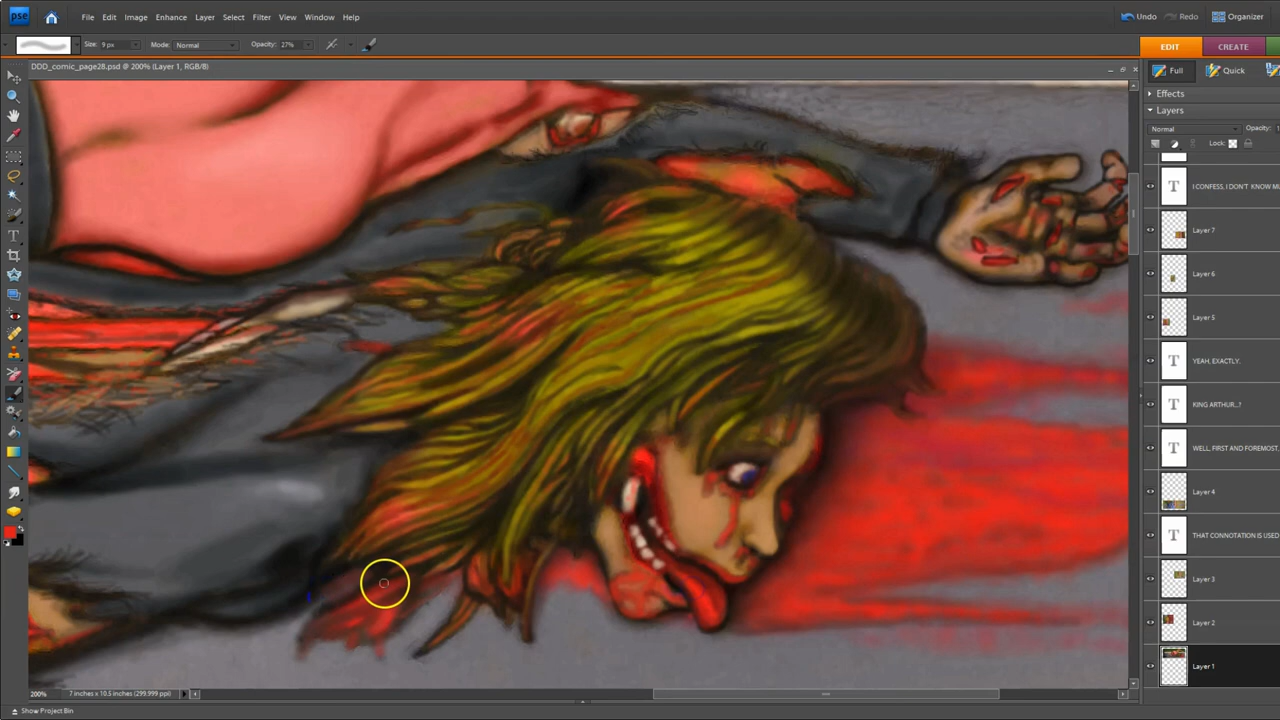 pse File Edit Image Enhance Layer Select Filter View Window Help Undo Redo Organizer
Size: 9 px Mode: Normal Opacity: 27% EDIT CREATE
DDD_comic_page28.psd @ 200% (Layer 1, RGB/8) Full Quick
Effects
Layers
Normal Opacity:
Lock:
T I CONFESS, I DON'T KNOW
Layer 7
Layer 6
Layer 5
T YEAH, EXACTLY.
T KING ARTHUR...?
T WELL, FIRST AND FOREMOST,
Layer 4
T THAT CONNOTATION IS USED
Layer 3
Layer 2
Layer 1
200% 7 inches x 10.5 inches (299.999 ppi)
Show Project Bin